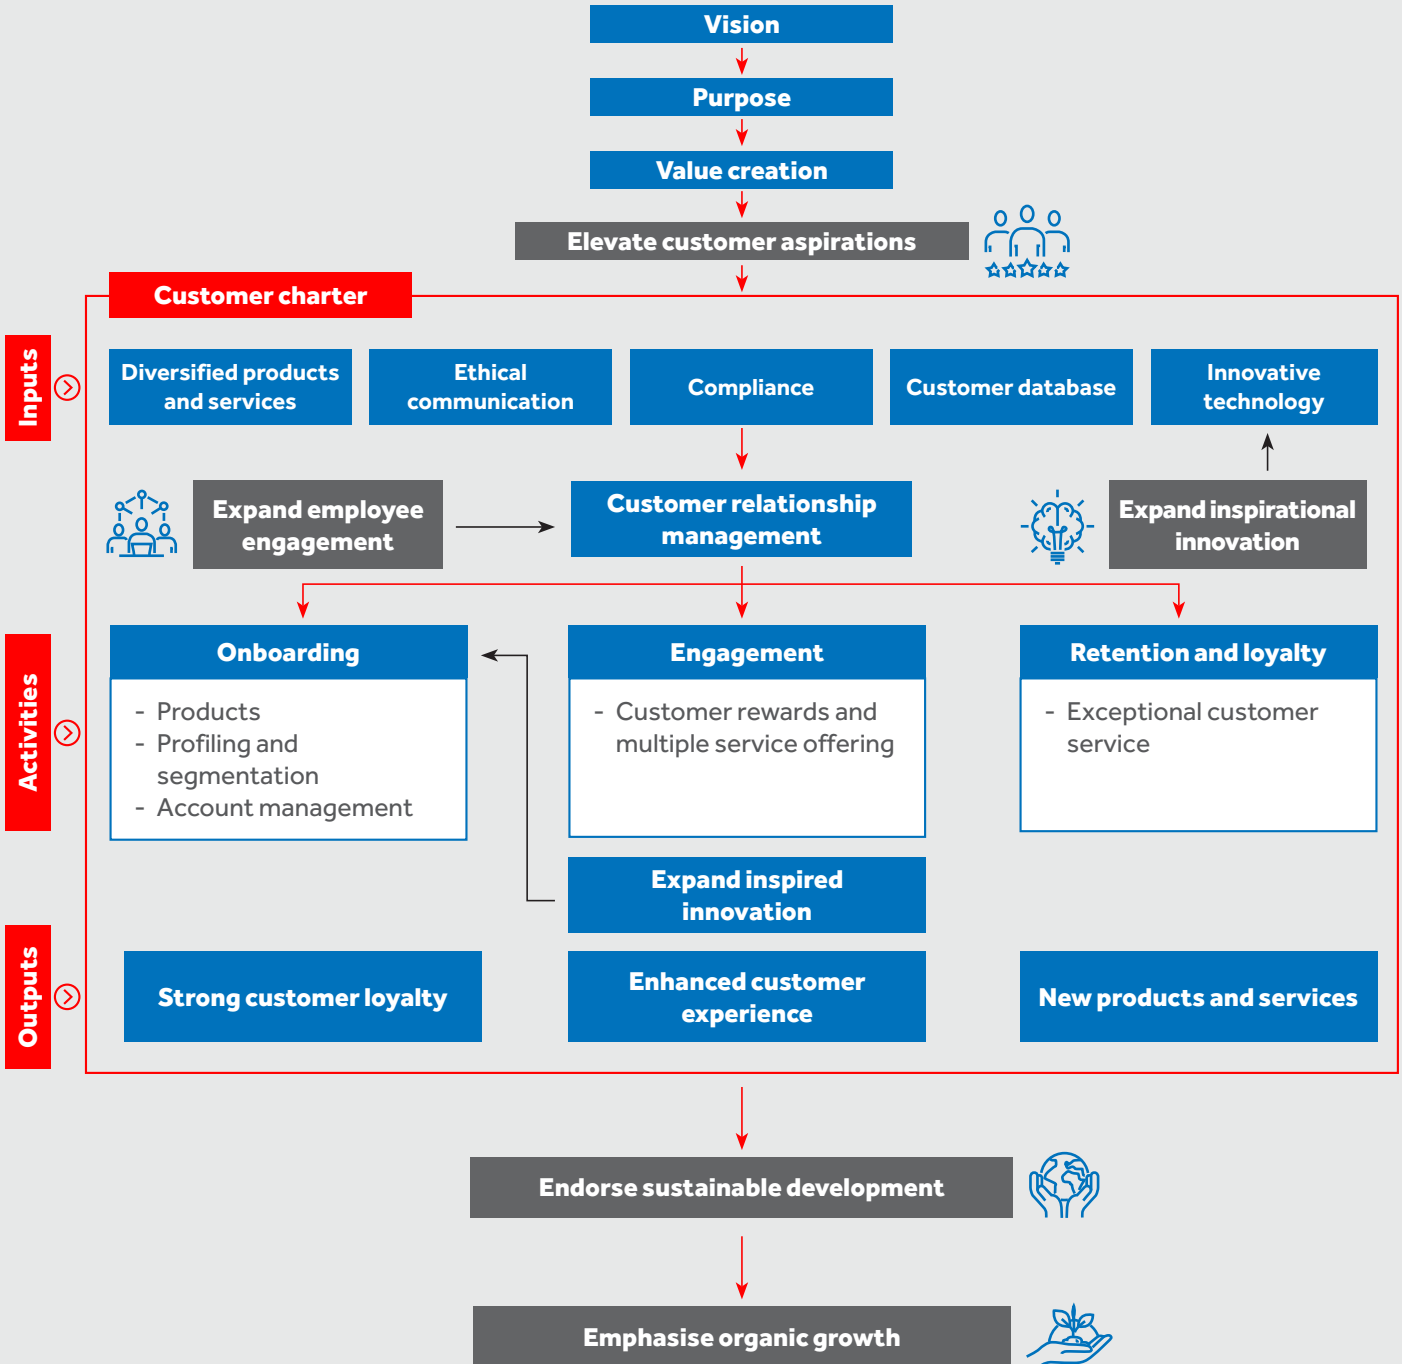 Vision
Purpose
Value creation
Elevate customer aspirations
Customer charter
Inputs
Diversified products
and services
Ethical
communication
Compliance
Customer database
Innovative
technology
Expand employee
engagement
Customer relationship
management
Expand inspirational
innovation
Activities
Onboarding
- Products
- Profiling and
segmentation
- Account management
Engagement
- Customer rewards and
multiple service offering
Retention and loyalty
- Exceptional customer
service
Expand inspired
innovation
Outputs
Strong customer loyalty
Enhanced customer
experience
New products and services
Endorse sustainable development
Emphasise organic growth